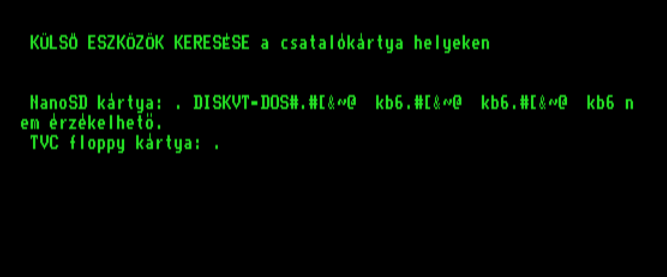 KÜLSŐ ESZKÖZÖK KERESÉSE a csatalókártya helyeken
NanoSD kártya: . DISKVT-DOS#.#[&~@ kb6.#[&~@ kb6.#[&~@ kb6 n
em érzékelhető.
TVC floppy kártya: .